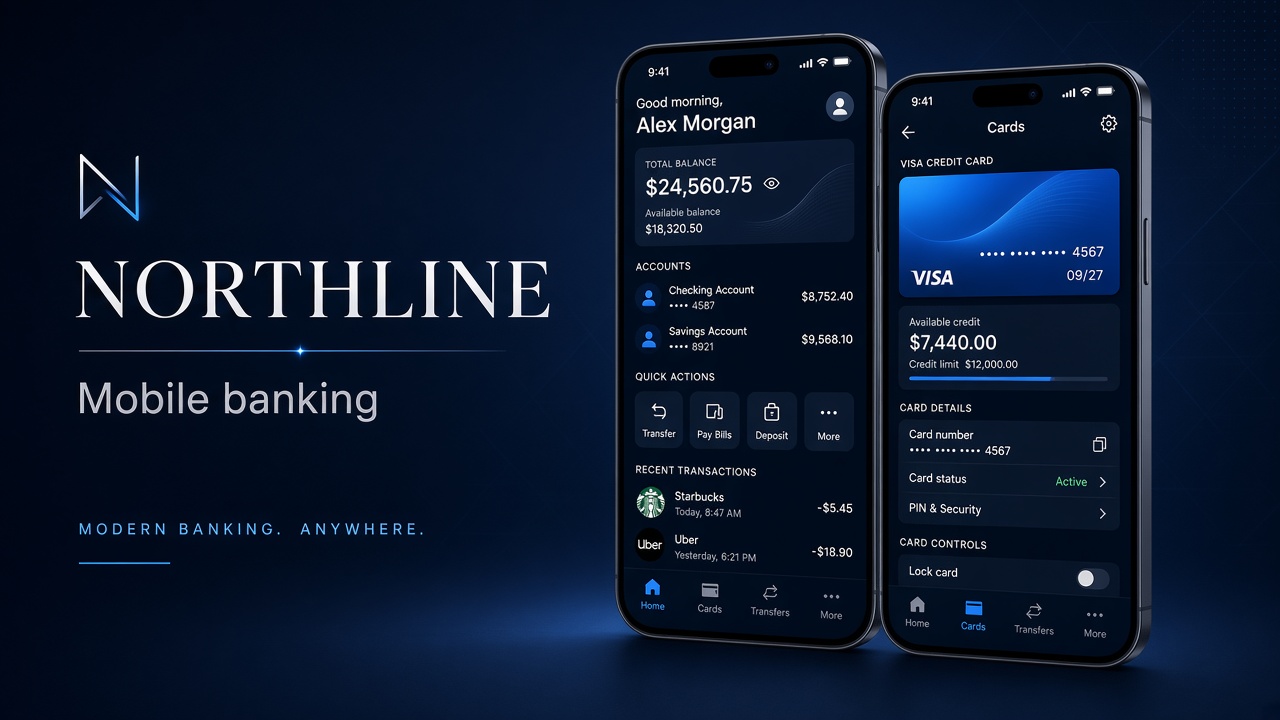 NORTHLINE
Mobile banking
MODERN BANKING. ANYWHERE.
9:41
Good morning,
Alex Morgan
TOTAL BALANCE
$24,560.75
Available balance
$18,320.50
ACCOUNTS
Checking Account
•••• 4587
$8,752.40
Savings Account
•••• 8921
$9,568.10
QUICK ACTIONS
Transfer
Pay Bills
Deposit
More
RECENT TRANSACTIONS
Starbucks
Today, 8:47 AM
-$5.45
Uber
Uber
Yesterday, 6:21 PM
-$18.90
Home
Cards
Transfers
More
9:41
Cards
VISA CREDIT CARD
•••• •••• •••• 4567
VISA
09/27
Available credit
$7,440.00
Credit limit $12,000.00
CARD DETAILS
Card number
•••• •••• •••• 4567
Card status
Active
PIN & Security
CARD CONTROLS
Lock card
Home
Cards
Transfers
More